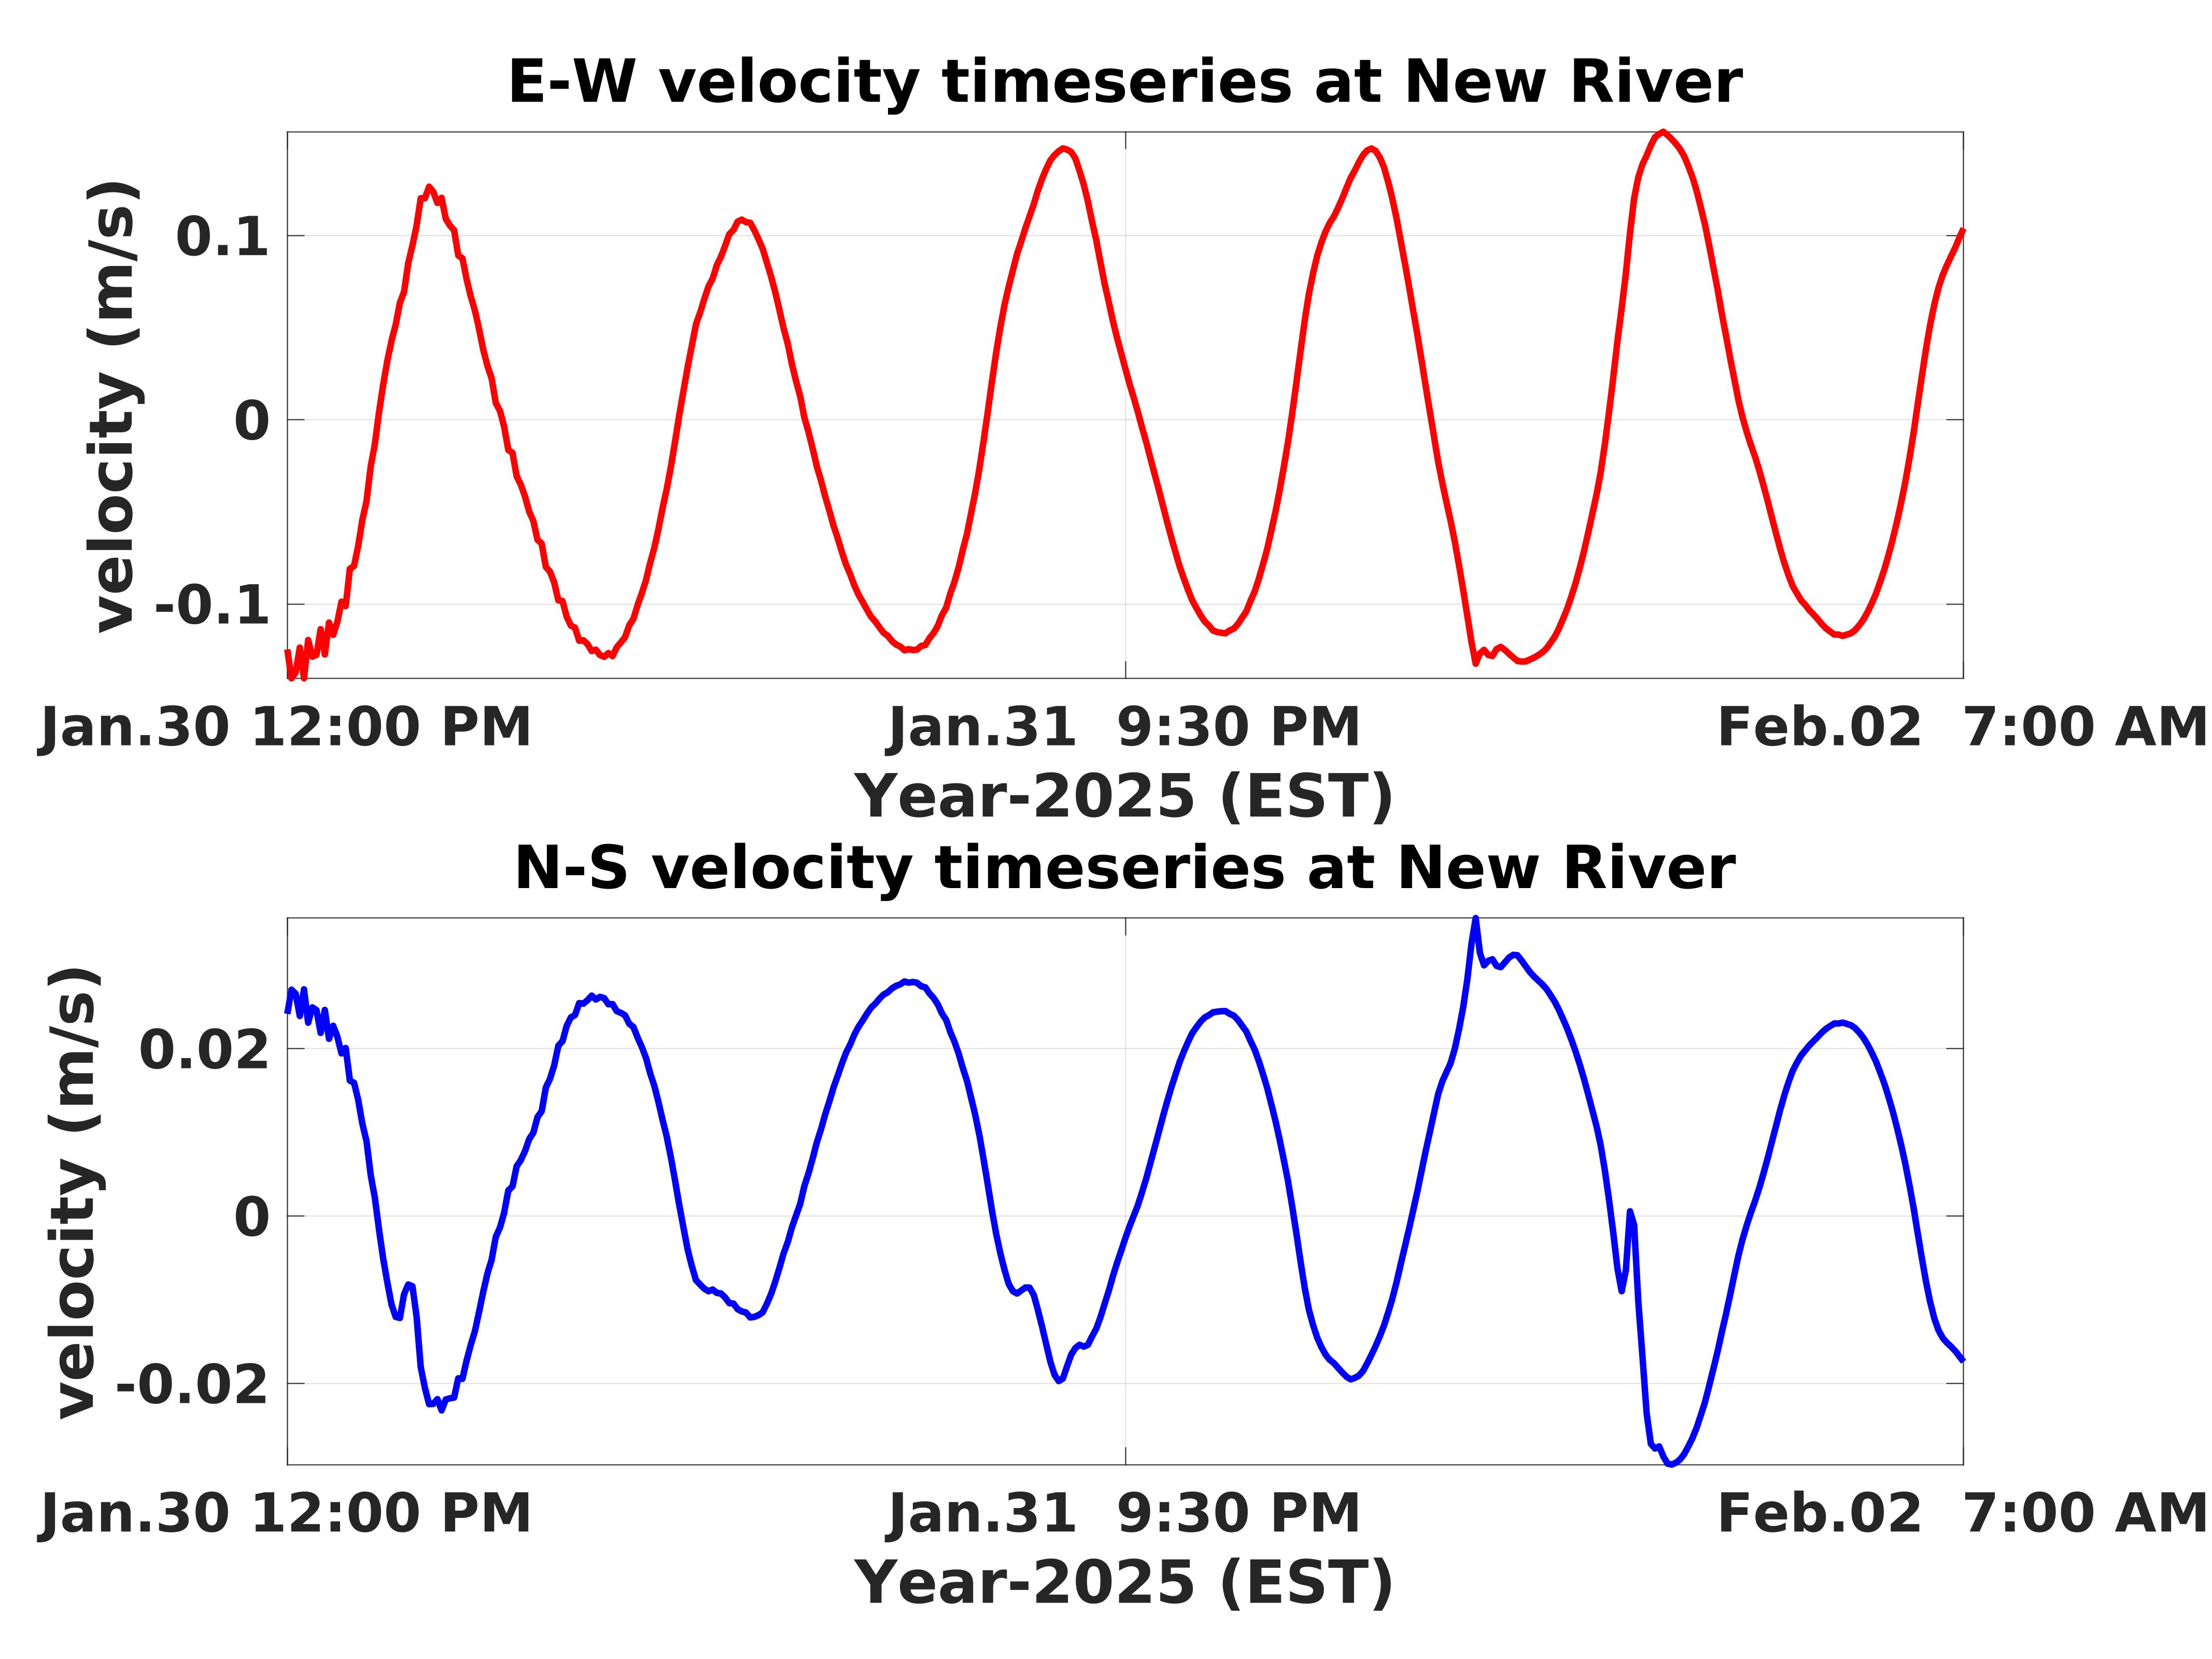 E-W velocity timeseries at New River
velocity (m/s)
0.1
0
-0.1
Jan.30 12:00 PM Jan.31  9:30 PM Feb.02  7:00 AM
Year-2025 (EST)
N-S velocity timeseries at New River
velocity (m/s)
0.02
0
-0.02
Jan.30 12:00 PM Jan.31  9:30 PM Feb.02  7:00 AM
Year-2025 (EST)